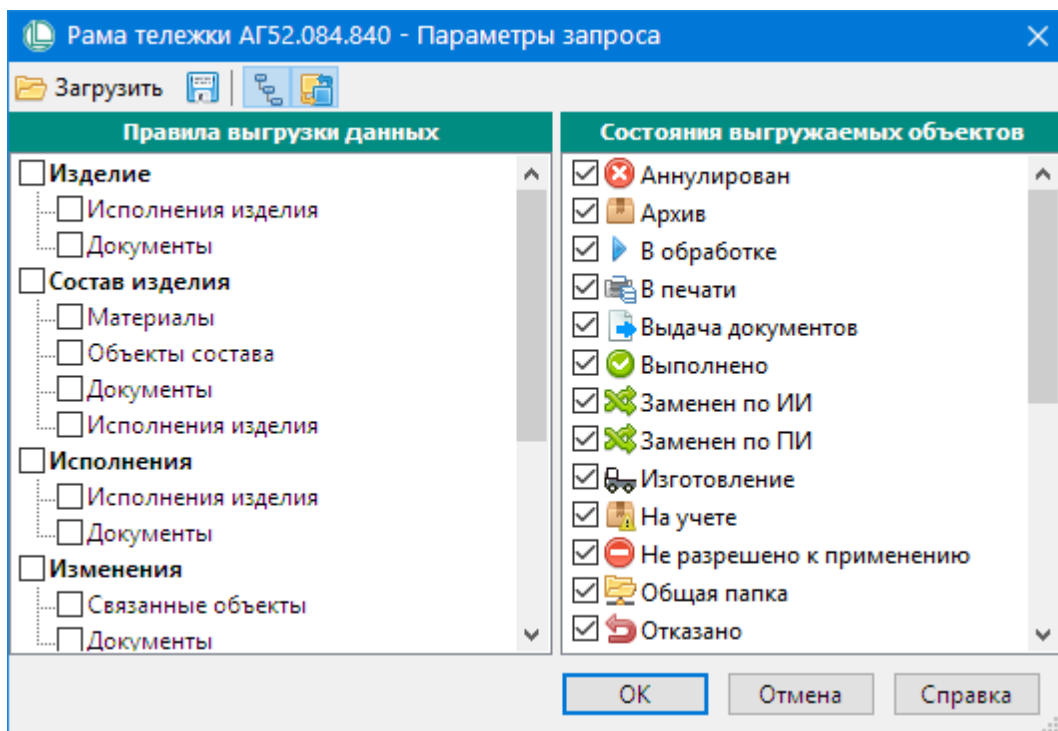 Рама тележки АГ52.084.840 - Параметры запроса
Загрузить
Правила выгрузки данных
Изделие
Исполнения изделия
Документы
Состав изделия
Материалы
Объекты состава
Документы
Исполнения изделия
Исполнения
Исполнения изделия
Документы
Изменения
Связанные объекты
Документы
Состояния выгружаемых объектов
Аннулирован
Архив
В обработке
В печати
Выдача документов
Выполнено
Заменен по ИИ
Заменен по ПИ
Изготовление
На учете
Не разрешено к применению
Общая папка
Отказано
ОК
Отмена
Справка